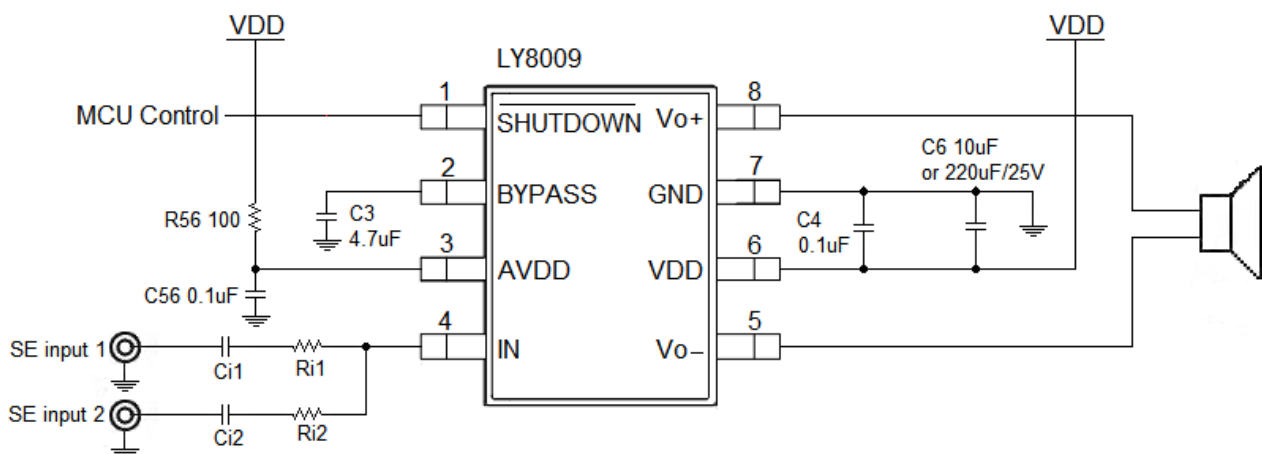 VDD
VDD
LY8009
MCU Control
1
SHUTDOWN
Vo+
8
2
BYPASS
GND
7
C6 10uF
or 220uF/25V
R56 100
C3
4.7uF
C4
0.1uF
3
AVDD
VDD
6
C56 0.1uF
4
IN
Vo−
5
SE input 1
Ci1
Ri1
SE input 2
Ci2
Ri2